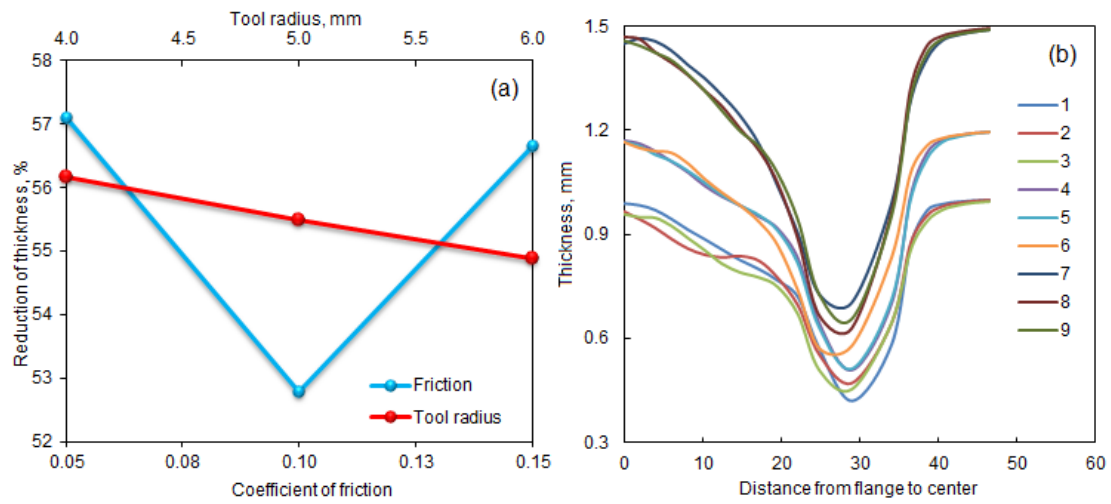 Tool radius, mm
4.0 4.5 5.0 5.5 6.0
58
57
56
55
54
53
52
Reduction of thickness, %
(a)
Friction
Tool radius
0.05 0.08 0.10 0.13 0.15
Coefficient of friction
1.5
1.2
0.9
0.6
0.3
Thickness, mm
(b)
1
2
3
4
5
6
7
8
9
0 10 20 30 40 50 60
Distance from flange to center